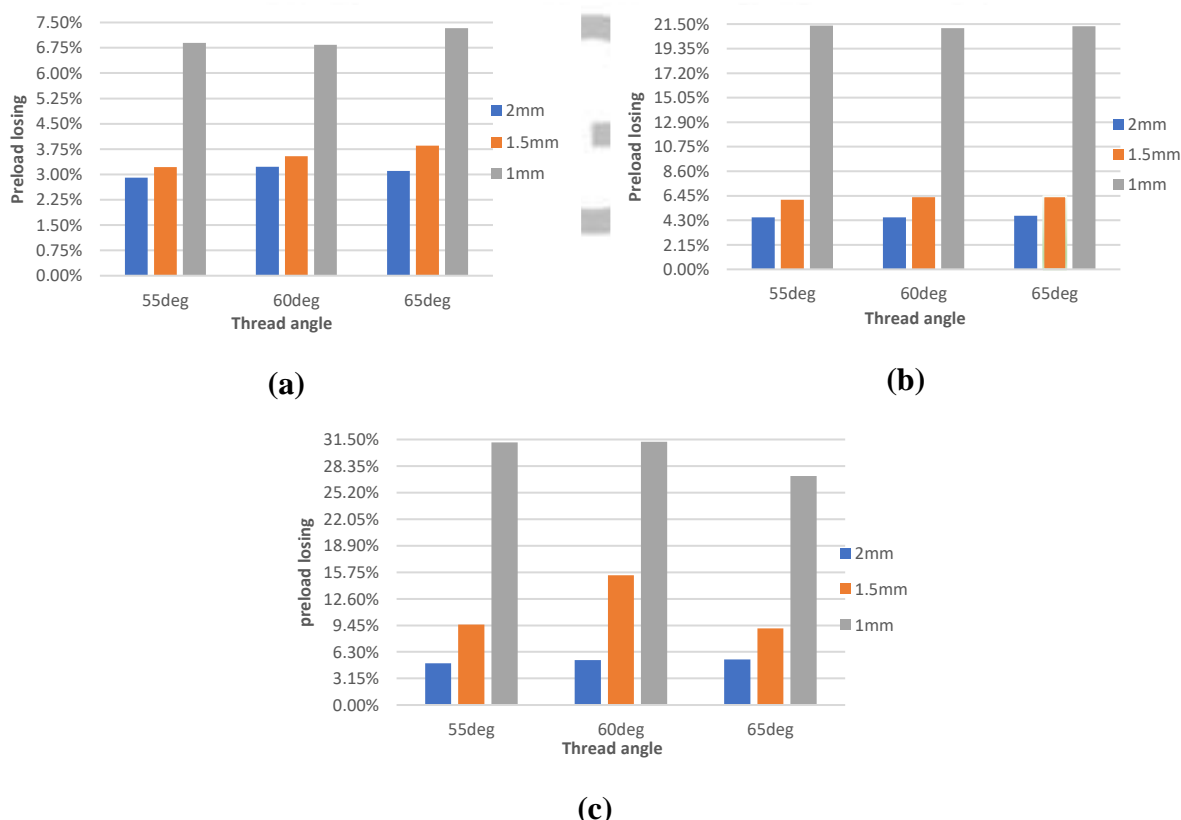 7.50%
6.75%
6.00%
5.25%
4.50%
3.75%
3.00%
2.25%
1.50%
0.75%
0.00%
Preload losing
55deg 60deg 65deg
Thread angle
2mm
1.5mm
1mm
(a)
21.50%
19.35%
17.20%
15.05%
12.90%
10.75%
8.60%
6.45%
4.30%
2.15%
0.00%
Preload losing
55deg 60deg 65deg
Thread angle
2mm
1.5mm
1mm
(b)
31.50%
28.35%
25.20%
22.05%
18.90%
15.75%
12.60%
9.45%
6.30%
3.15%
0.00%
preload losing
55deg 60deg 65deg
Thread angle
2mm
1.5mm
1mm
(c)